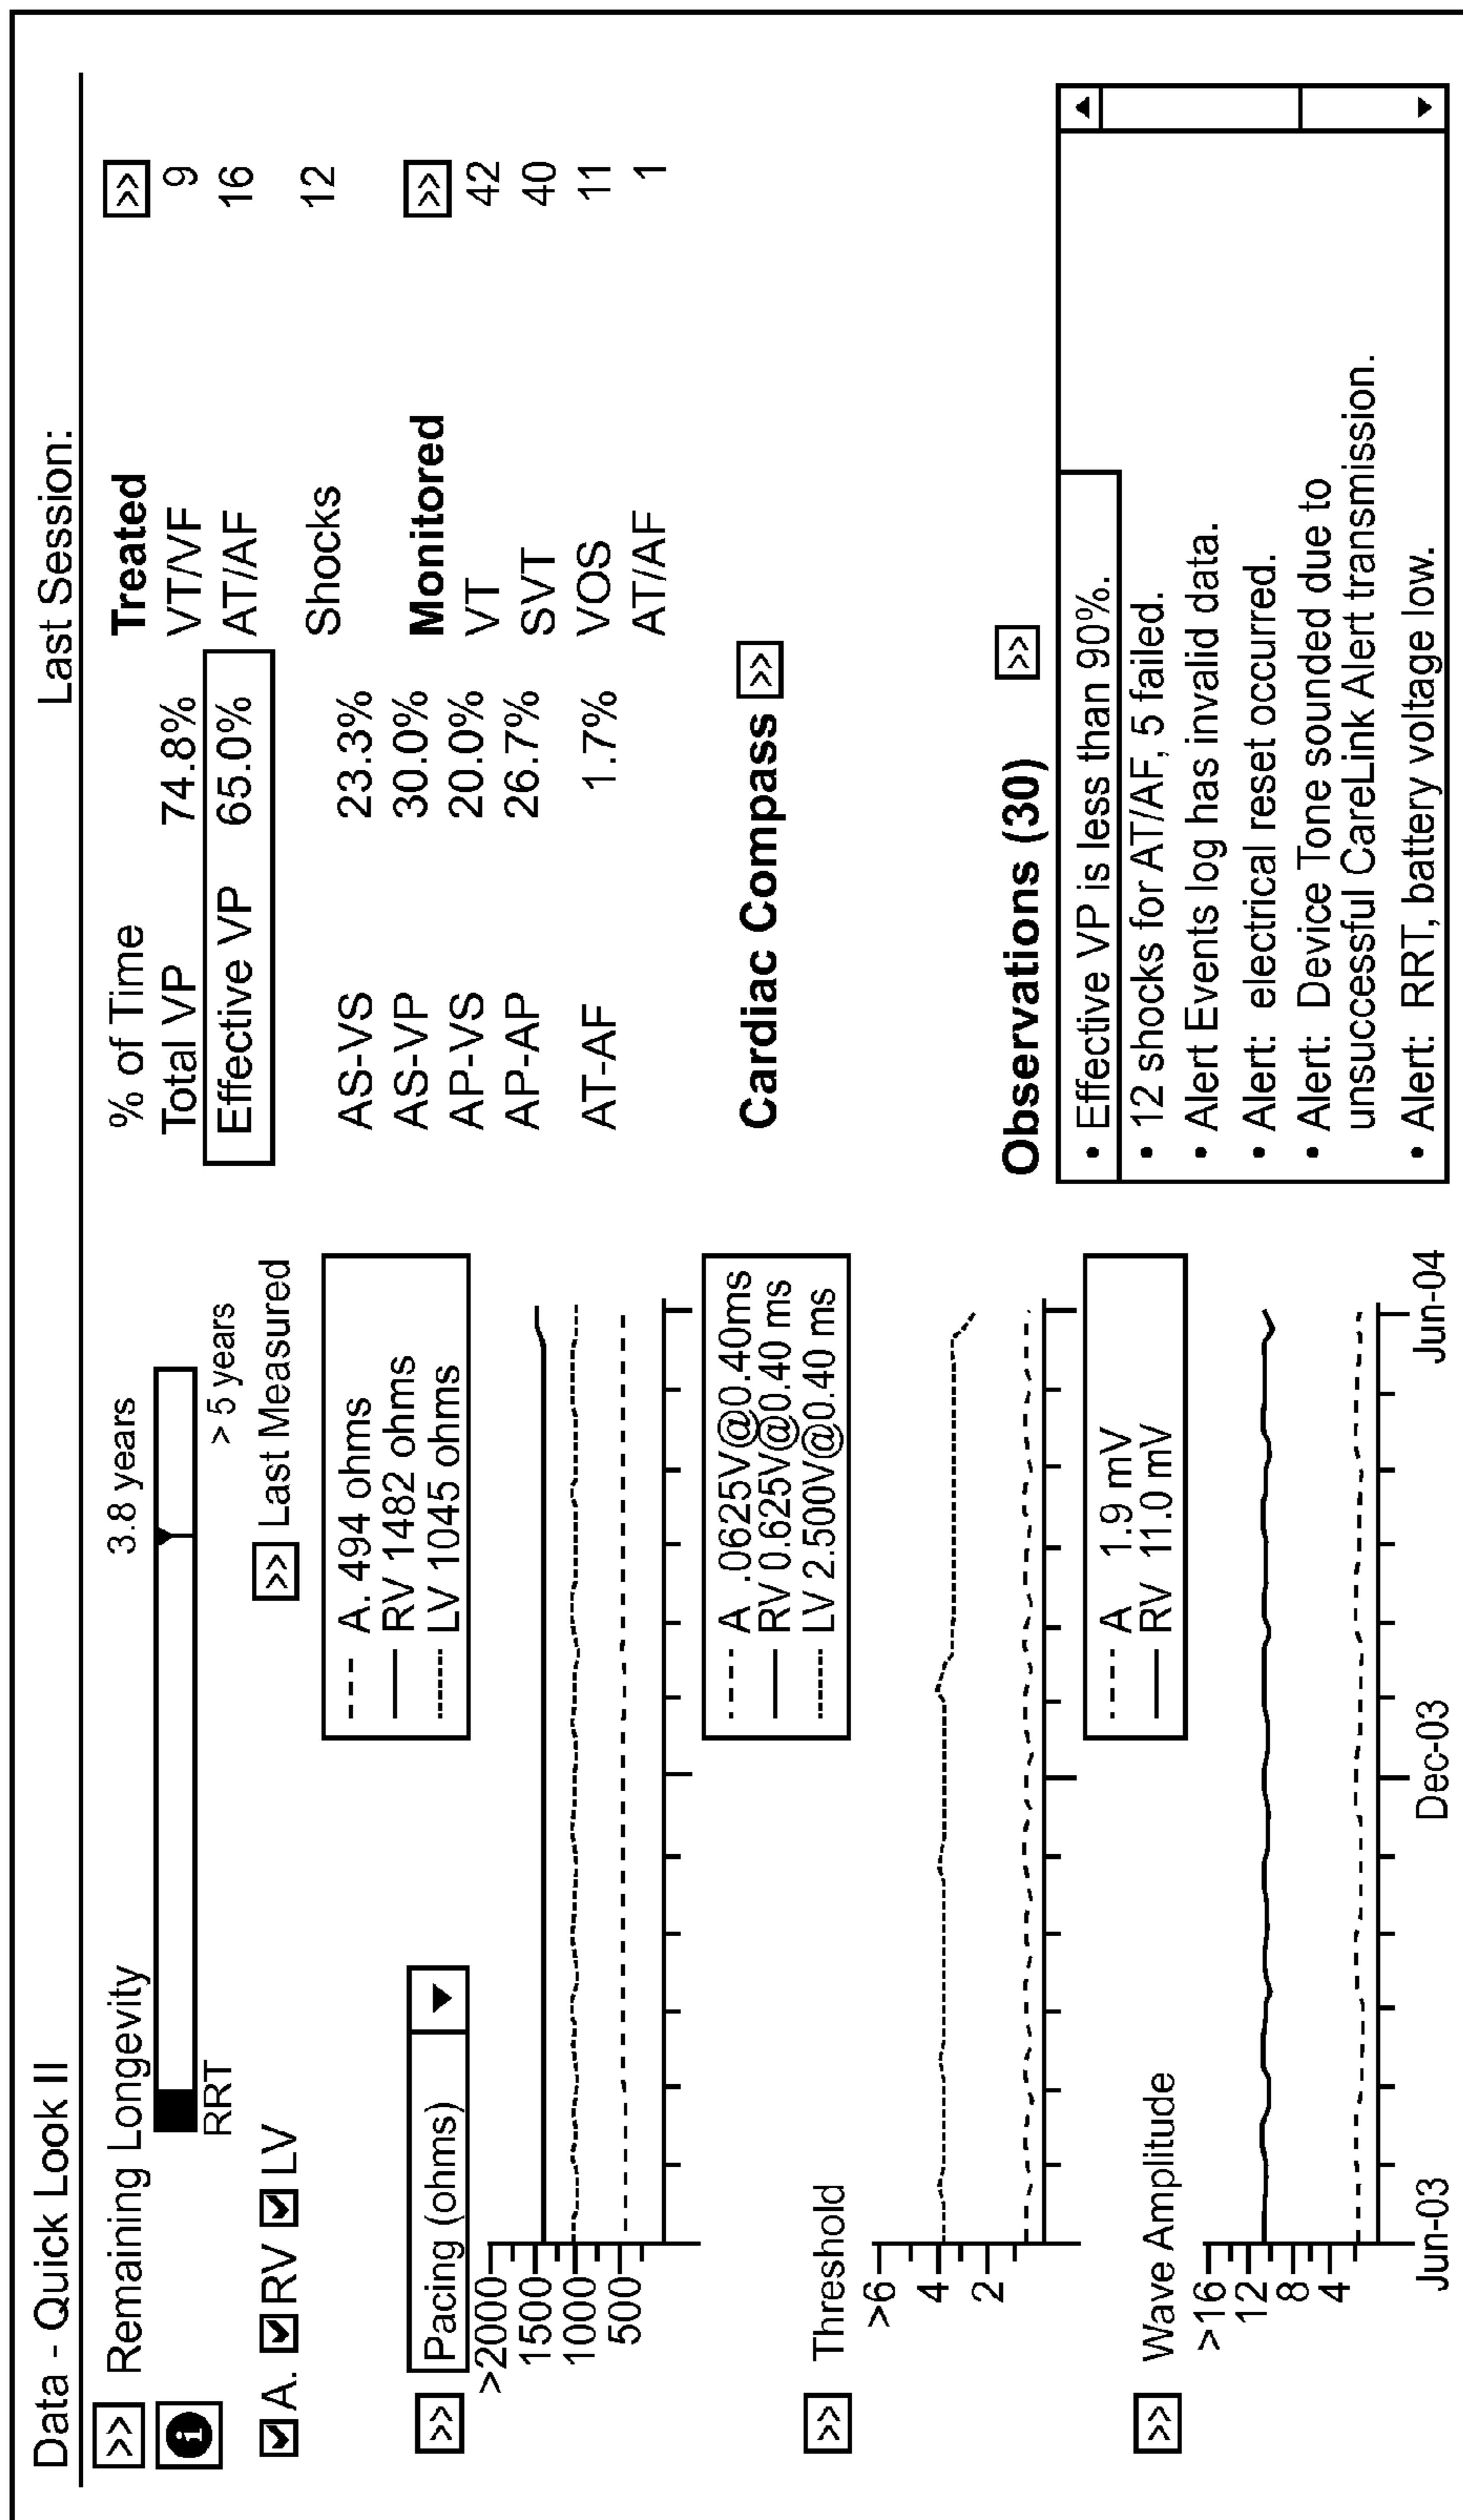 Data - Quick Look II
Last Session:
>> Remaining Longevity
3.8 years
RRT
> 5 years
A. RV LV
>> Last Measured
>> Pacing (ohms)
A. 494 ohms
RV 1482 ohms
LV 1045 ohms
>2000
1500
1000
500
>> Threshold
A .0625V@0.40ms
RV 0.625V@0.40 ms
LV 2.500V@0.40 ms
>6
4
2
>> Wave Amplitude
A 1.9 mV
RV 11.0 mV
>16
12
8
4
Jun-03 Dec-03 Jun-04
% of Time
Total VP 74.8%
Effective VP 65.0%
AS-VS 23.3%
AS-VP 30.0%
AP-VS 20.0%
AP-AP 26.7%
AT-AF 1.7%
Treated >>
VT/VF 9
AT/AF 16
Shocks 12
Monitored >>
VT 42
SVT 40
VOS 11
AT/AF 1
Cardiac Compass >>
Observations (30) >>
• Effective VP is less than 90%.
• 12 shocks for AT/AF, 5 failed.
• Alert Events log has invalid data.
• Alert: electrical reset occurred.
• Alert: Device Tone sounded due to
unsuccessful CareLink Alert transmission.
• Alert: RRT, battery voltage low.